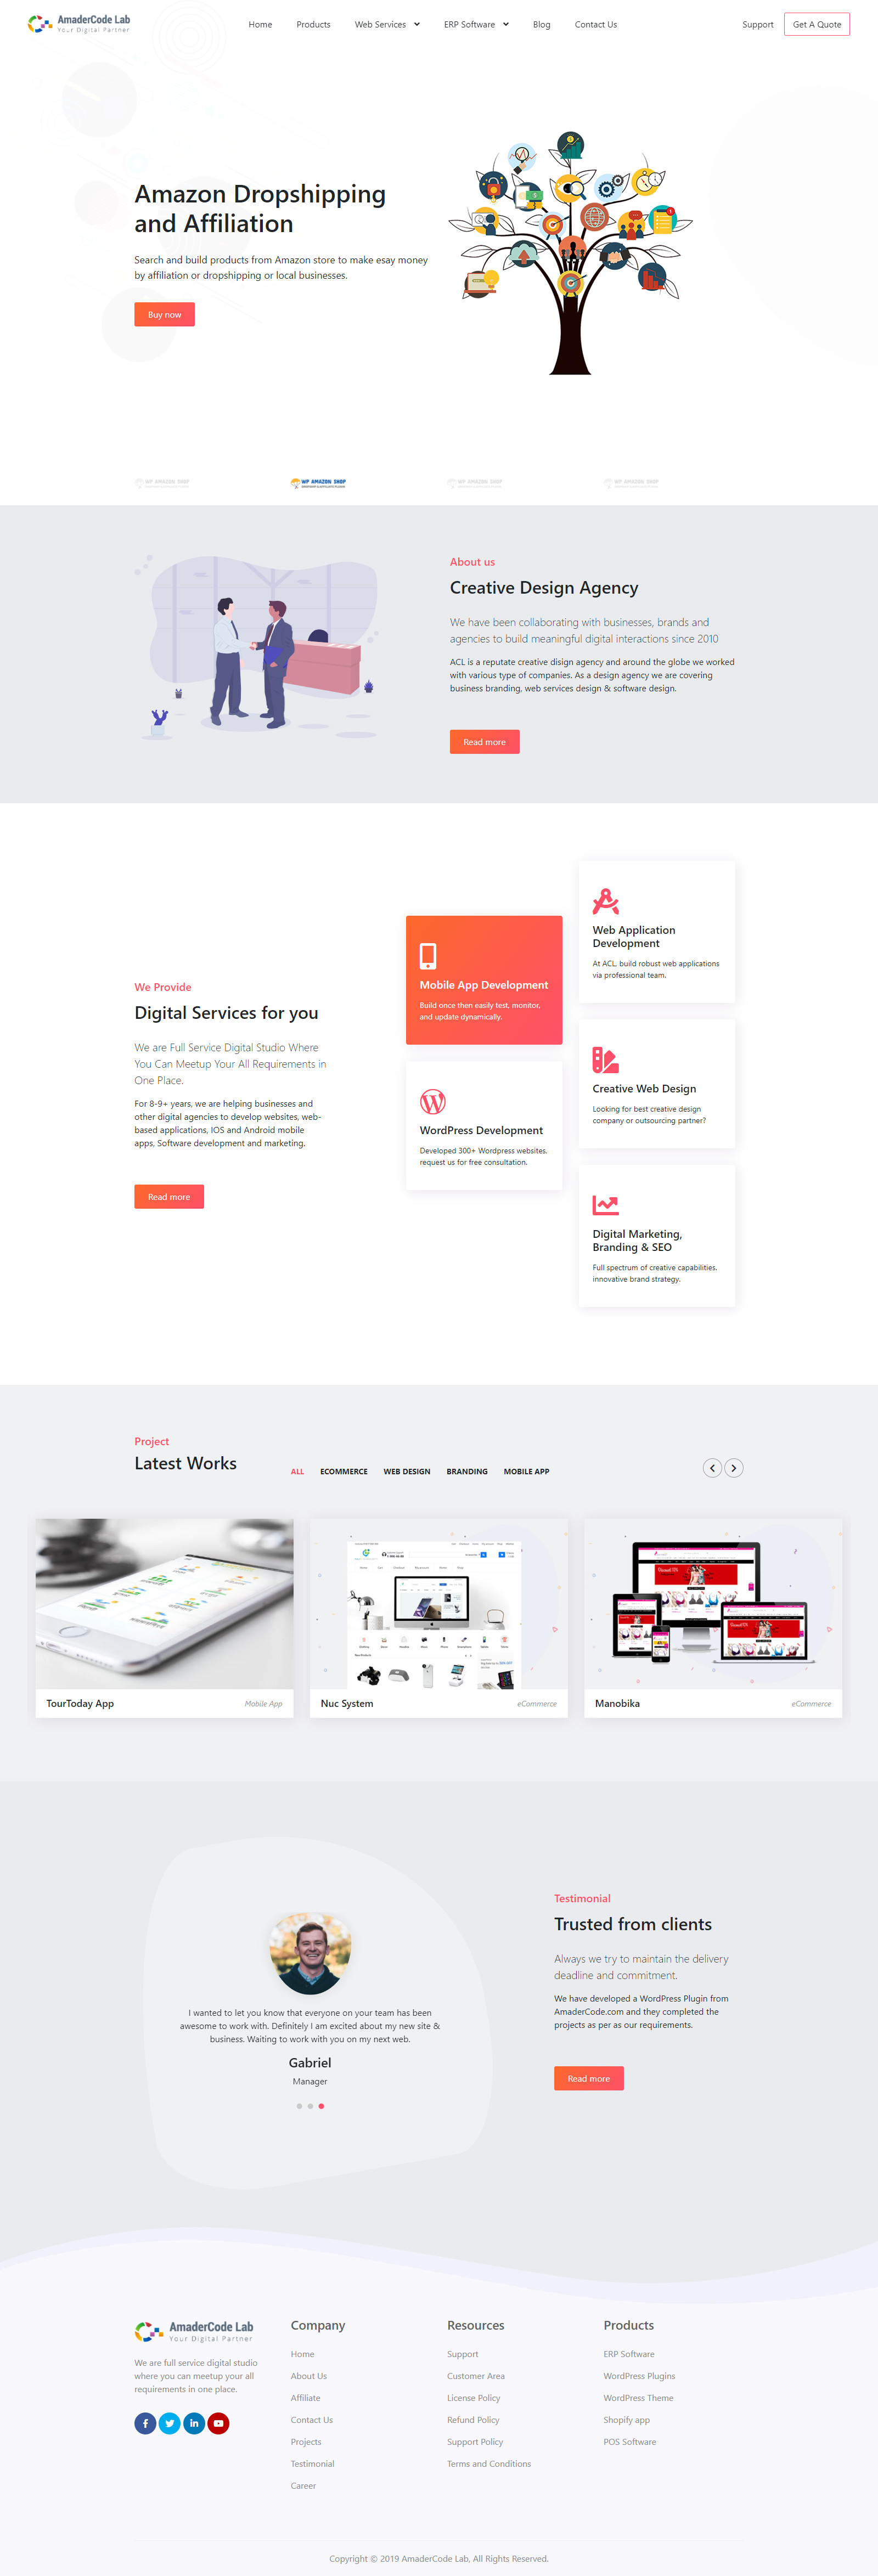 AmaderCode Lab
Your Digital Partner
Home
Products
Web Services
ERP Software
Blog
Contact Us
Support
Get A Quote
Amazon Dropshipping
and Affiliation
Search and build products from Amazon store to make esay money
by affiliation or dropshipping or local businesses.
Buy now
WP AMAZON SHOP
WP AMAZON SHOP
WP AMAZON SHOP
WP AMAZON SHOP
About us
Creative Design Agency
We have been collaborating with businesses, brands and
agencies to build meaningful digital interactions since 2010
ACL is a reputate creative disign agency and around the globe we worked
with various type of companies. As a design agency we are covering
business branding, web services design & software design.
Read more
We Provide
Digital Services for you
We are Full Service Digital Studio Where
You Can Meetup Your All Requirements in
One Place.
For 8-9+ years, we are helping businesses and
other digital agencies to develop websites, web-
based applications, IOS and Android mobile
apps, Software development and marketing.
Read more
Mobile App Development
Build once then easily test, monitor,
and update dynamically.
WordPress Development
Developed 300+ Wordpress websites,
request us for free consultation.
Web Application
Development
At ACL, build robust web applications
via professional team.
Creative Web Design
Looking for best creative design
company or outsourcing partner?
Digital Marketing,
Branding & SEO
Full spectrum of creative capabilities,
innovative brand strategy.
Project
Latest Works
ALL
ECOMMERCE
WEB DESIGN
BRANDING
MOBILE APP
TourToday App
Mobile App
Nuc System
eCommerce
Manobika
eCommerce
I wanted to let you know that everyone on your team has been
awesome to work with. Definitely I am excited about my new site &
business. Waiting to work with you on my next web.
Gabriel
Manager
Testimonial
Trusted from clients
Always we try to maintain the delivery
deadline and commitment.
We have developed a WordPress Plugin from
AmaderCode.com and they completed the
projects as per as our requirements.
Read more
AmaderCode Lab
Your Digital Partner
We are full service digital studio
where you can meetup your all
requirements in one place.
Company
Home
About Us
Affiliate
Contact Us
Projects
Testimonial
Career
Resources
Support
Customer Area
License Policy
Refund Policy
Support Policy
Terms and Conditions
Products
ERP Software
WordPress Plugins
WordPress Theme
Shopify app
POS Software
Copyright © 2019 AmaderCode Lab, All Rights Reserved.